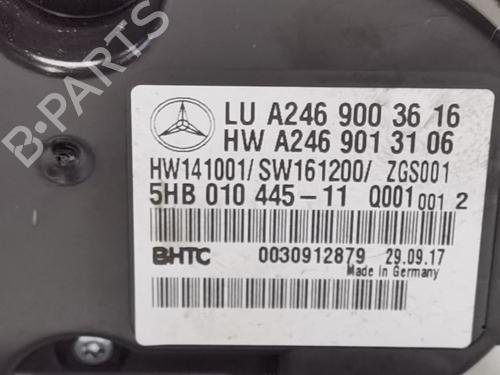 LU A246 900 36 16
HW A246 901 31 06
HW141001/SW161200/ ZGS001
5HB 010 445-11 Q001 001 2
BHTC 0030912879 29.09.17
Made in Germany
B-PARTS